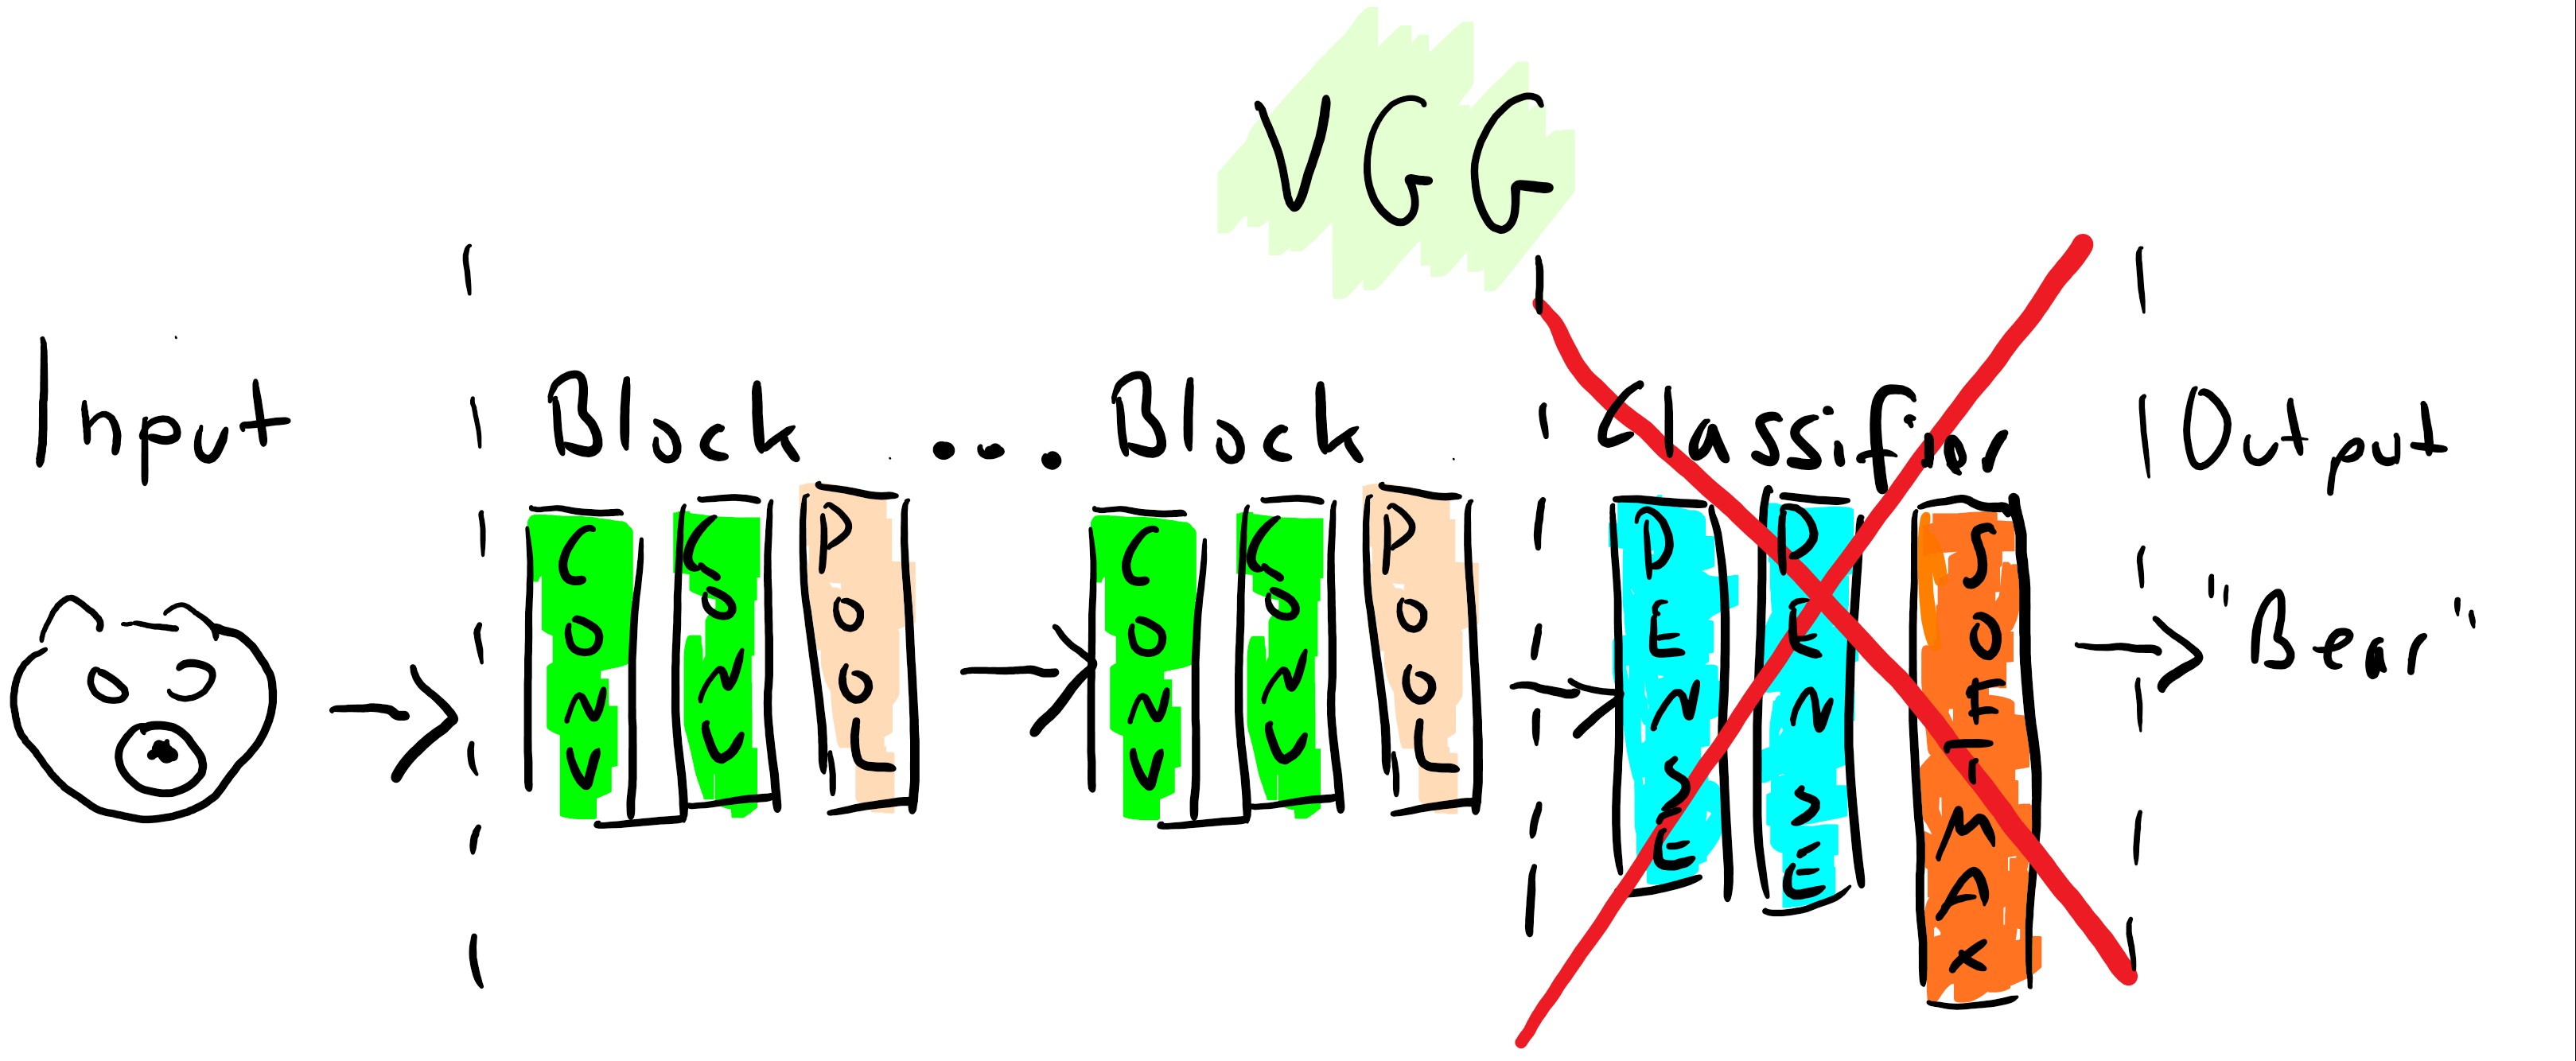 VGG
Input
Block ... Block
Classifier
Output
CONV
CONV
POOL
CONV
CONV
POOL
DENSE
DENSE
SOFTMAX
"Bear"